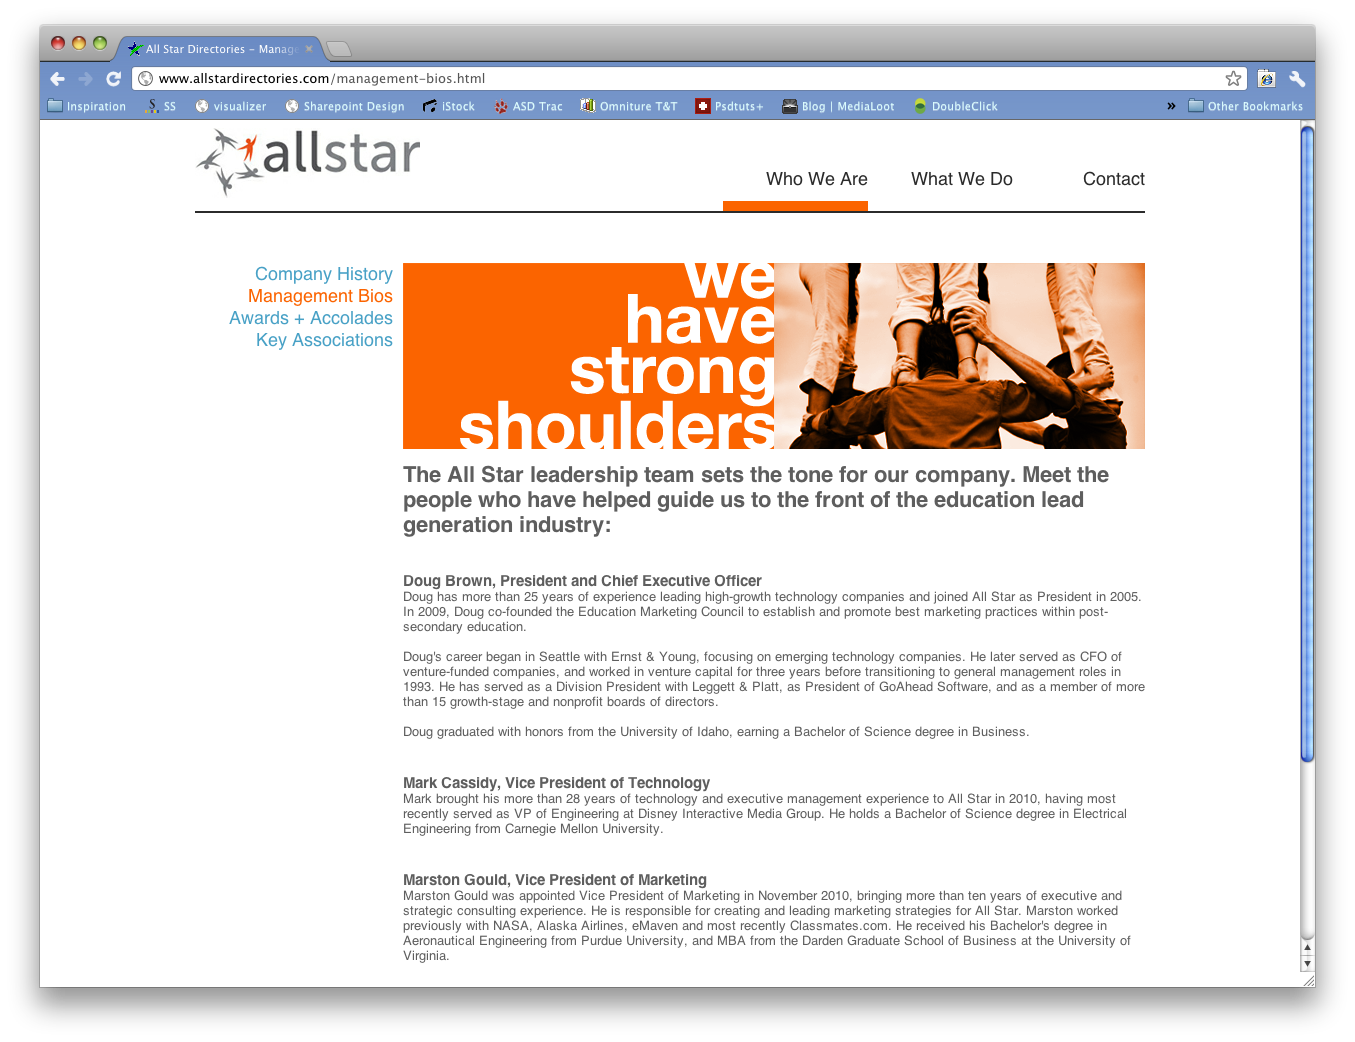 All Star Directories – Manage
www.allstardirectories.com/management-bios.html
Inspiration SS visualizer Sharepoint Design iStock ASD Trac Omniture T&T Psdtuts+ Blog | MediaLoot DoubleClick » Other Bookmarks
allstar
Who We Are What We Do Contact
Company History
Management Bios
Awards + Accolades
Key Associations
we
have
strong
shoulders
The All Star leadership team sets the tone for our company. Meet the
people who have helped guide us to the front of the education lead
generation industry:
Doug Brown, President and Chief Executive Officer
Doug has more than 25 years of experience leading high-growth technology companies and joined All Star as President in 2005.
In 2009, Doug co-founded the Education Marketing Council to establish and promote best marketing practices within post-
secondary education.
Doug's career began in Seattle with Ernst & Young, focusing on emerging technology companies. He later served as CFO of
venture-funded companies, and worked in venture capital for three years before transitioning to general management roles in
1993. He has served as a Division President with Leggett & Platt, as President of GoAhead Software, and as a member of more
than 15 growth-stage and nonprofit boards of directors.
Doug graduated with honors from the University of Idaho, earning a Bachelor of Science degree in Business.
Mark Cassidy, Vice President of Technology
Mark brought his more than 28 years of technology and executive management experience to All Star in 2010, having most
recently served as VP of Engineering at Disney Interactive Media Group. He holds a Bachelor of Science degree in Electrical
Engineering from Carnegie Mellon University.
Marston Gould, Vice President of Marketing
Marston Gould was appointed Vice President of Marketing in November 2010, bringing more than ten years of executive and
strategic consulting experience. He is responsible for creating and leading marketing strategies for All Star. Marston worked
previously with NASA, Alaska Airlines, eMaven and most recently Classmates.com. He received his Bachelor's degree in
Aeronautical Engineering from Purdue University, and MBA from the Darden Graduate School of Business at the University of
Virginia.